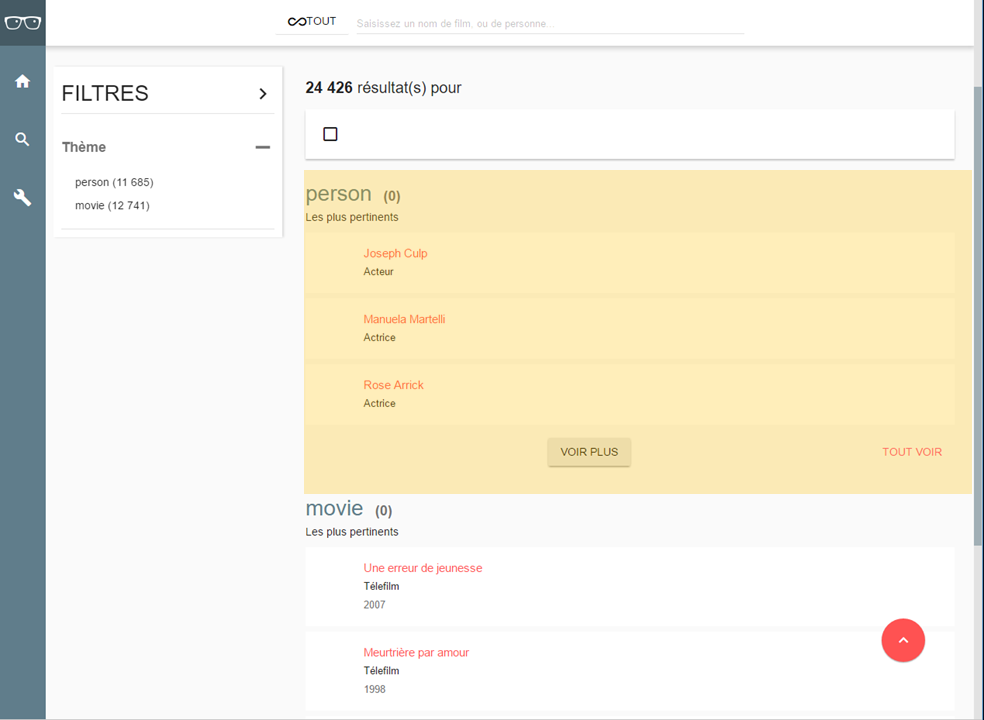 TOUT
Saisissez un nom de film, ou de personne...
FILTRES
Thème
person (11 685)
movie (12 741)
24 426 résultat(s) pour
person (0)
Les plus pertinents
Joseph Culp
Acteur
Manuela Martelli
Actrice
Rose Arrick
Actrice
VOIR PLUS
TOUT VOIR
movie (0)
Les plus pertinents
Une erreur de jeunesse
Télefilm
2007
Meurtrière par amour
Télefilm
1998